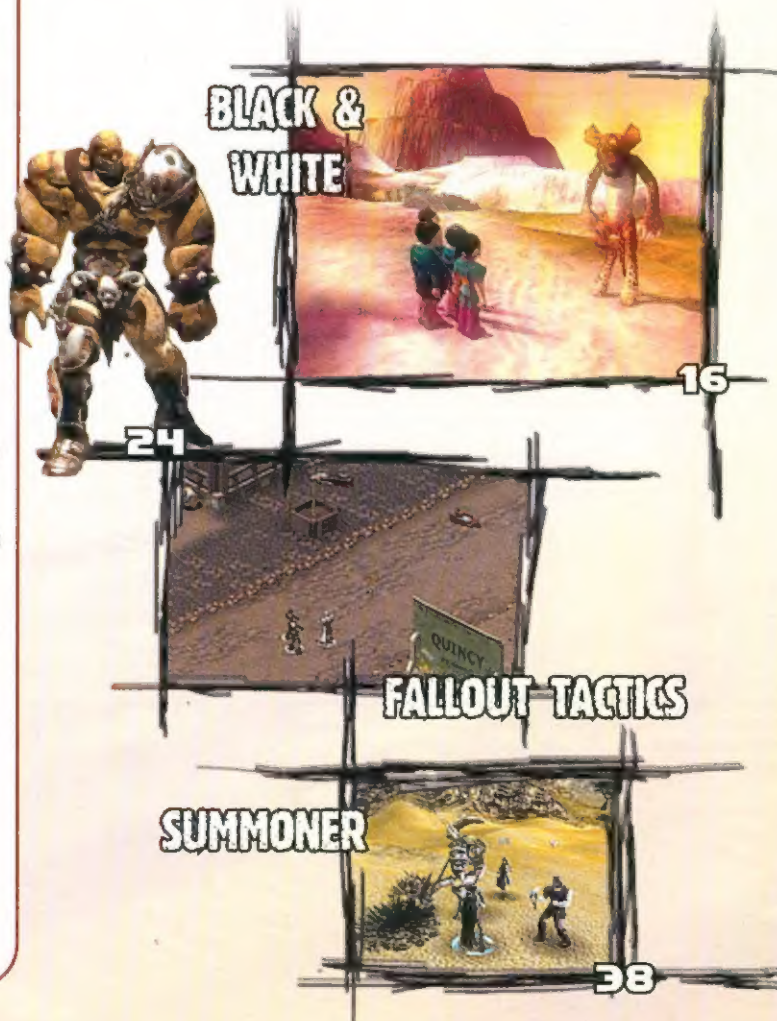 BLACK &
WHITE
16
24
QUINCY
FALLOUT TACTICS
SUMMONER
38